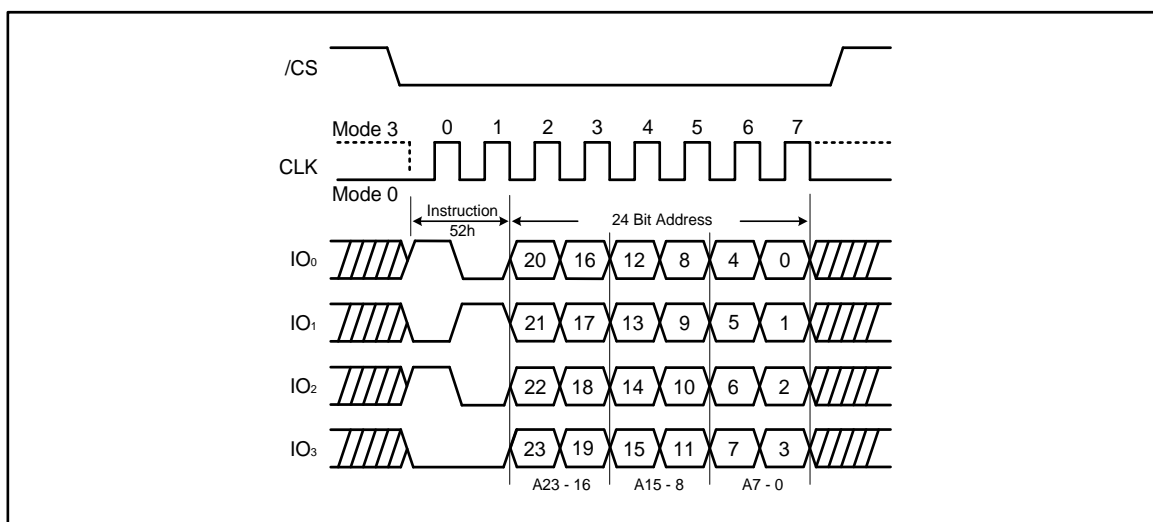 /CS
Mode 3 0 1 2 3 4 5 6 7
CLK
Mode 0
Instruction
52h
24 Bit Address
IO₀ 20 16 12 8 4 0
IO₁ 21 17 13 9 5 1
IO₂ 22 18 14 10 6 2
IO₃ 23 19 15 11 7 3
A23 - 16 A15 - 8 A7 - 0